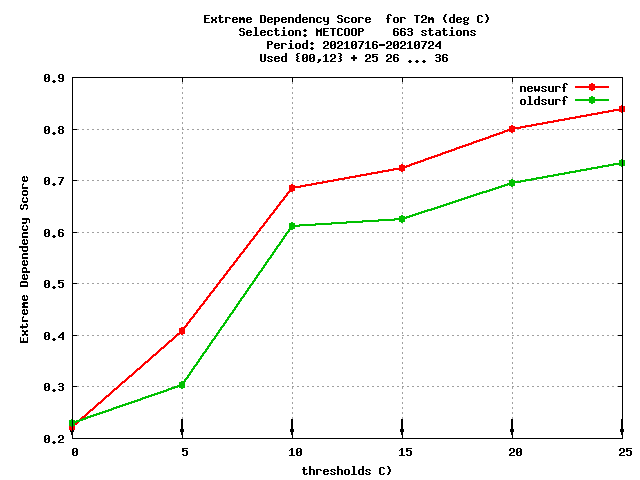 Extreme Dependency Score  for T2m (deg C)
Selection: METCOOP    663 stations
Period: 20210716-20210724
Used {00,12} + 25 26 ... 36
newsurf
oldsurf
0.9
0.8
0.7
0.6
0.5
0.4
0.3
0.2
Extreme Dependency Score
0 5 10 15 20 25
thresholds C)